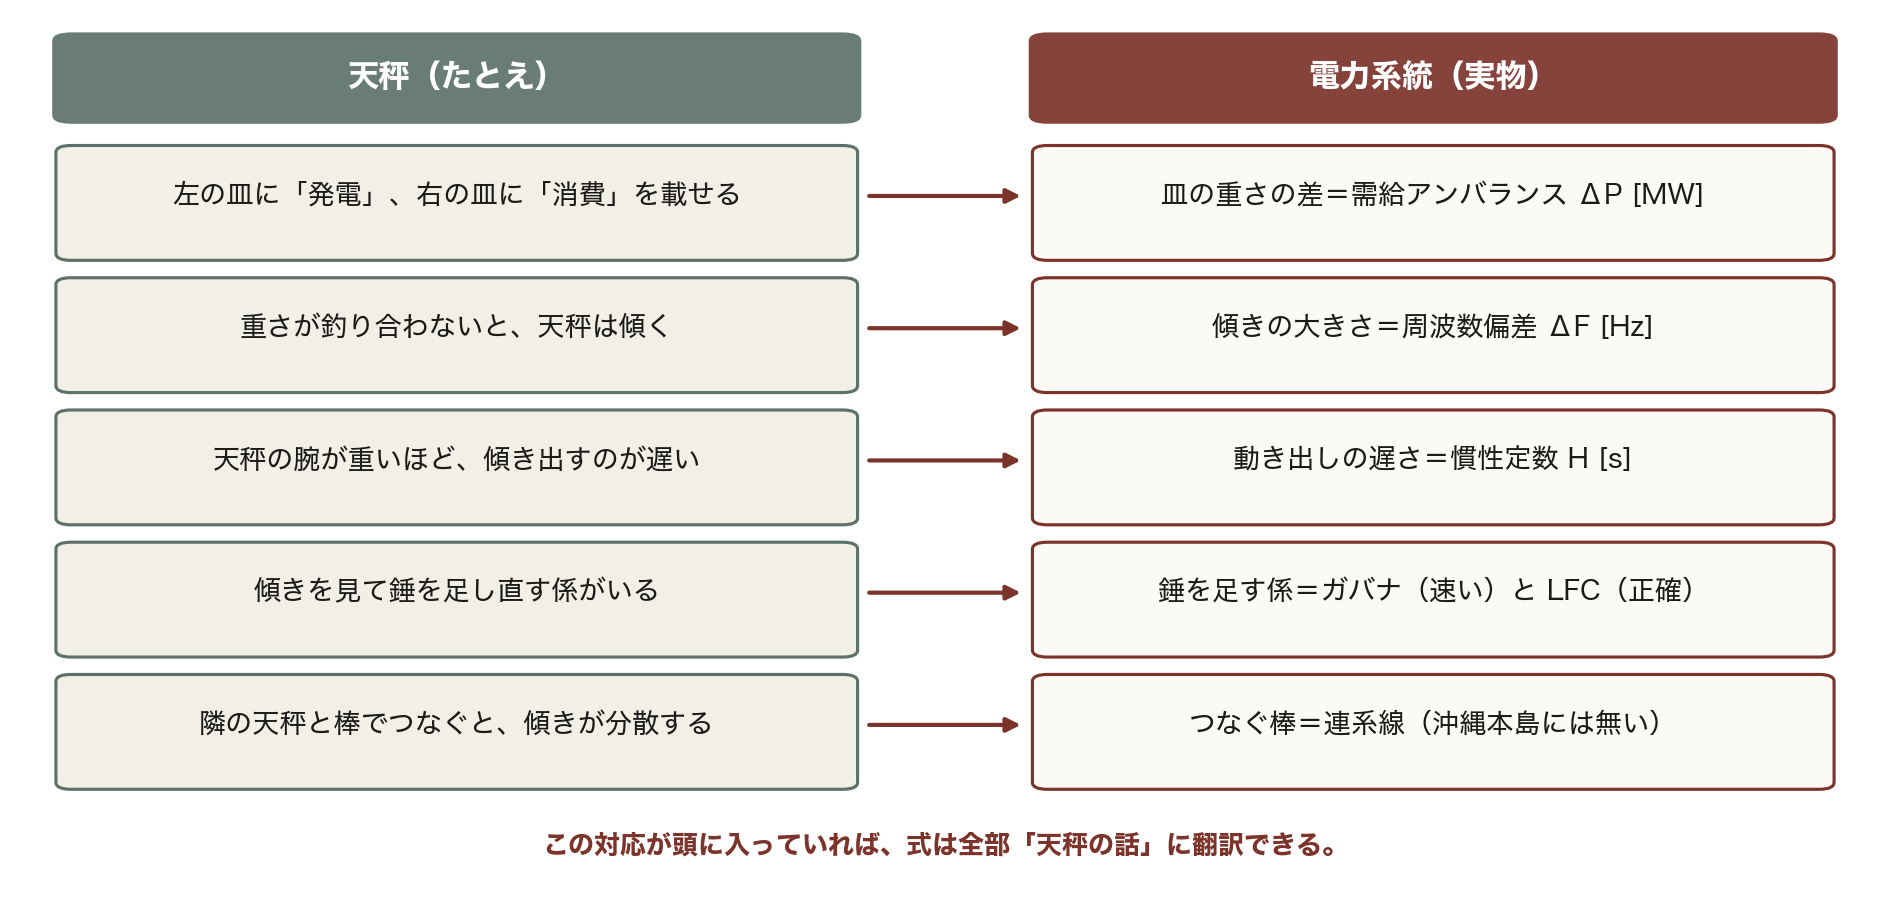 天秤（たとえ）
電力系統（実物）
左の皿に「発電」、右の皿に「消費」を載せる
皿の重さの差＝需給アンバランス ΔP [MW]
重さが釣り合わないと、天秤は傾く
傾きの大きさ＝周波数偏差 ΔF [Hz]
天秤の腕が重いほど、傾き出すのが遅い
動き出しの遅さ＝慣性定数 H [s]
傾きを見て錘を足し直す係がいる
錘を足す係＝ガバナ（速い）と LFC（正確）
隣の天秤と棒でつなぐと、傾きが分散する
つなぐ棒＝連系線（沖縄本島には無い）
この対応が頭に入っていれば、式は全部「天秤の話」に翻訳できる。